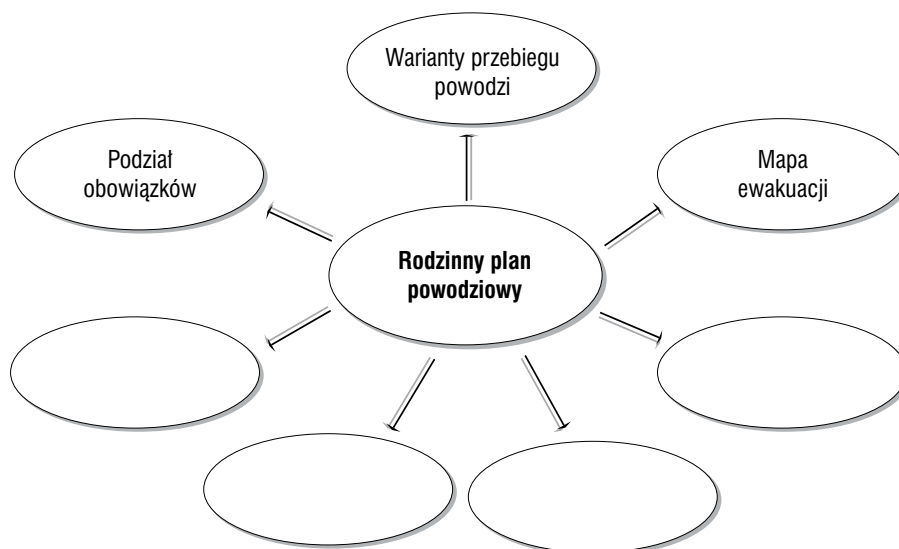 Warianty przebiegu
powodzi
Podział
obowiązków
Mapa
ewakuacji
Rodzinny plan
powodziowy